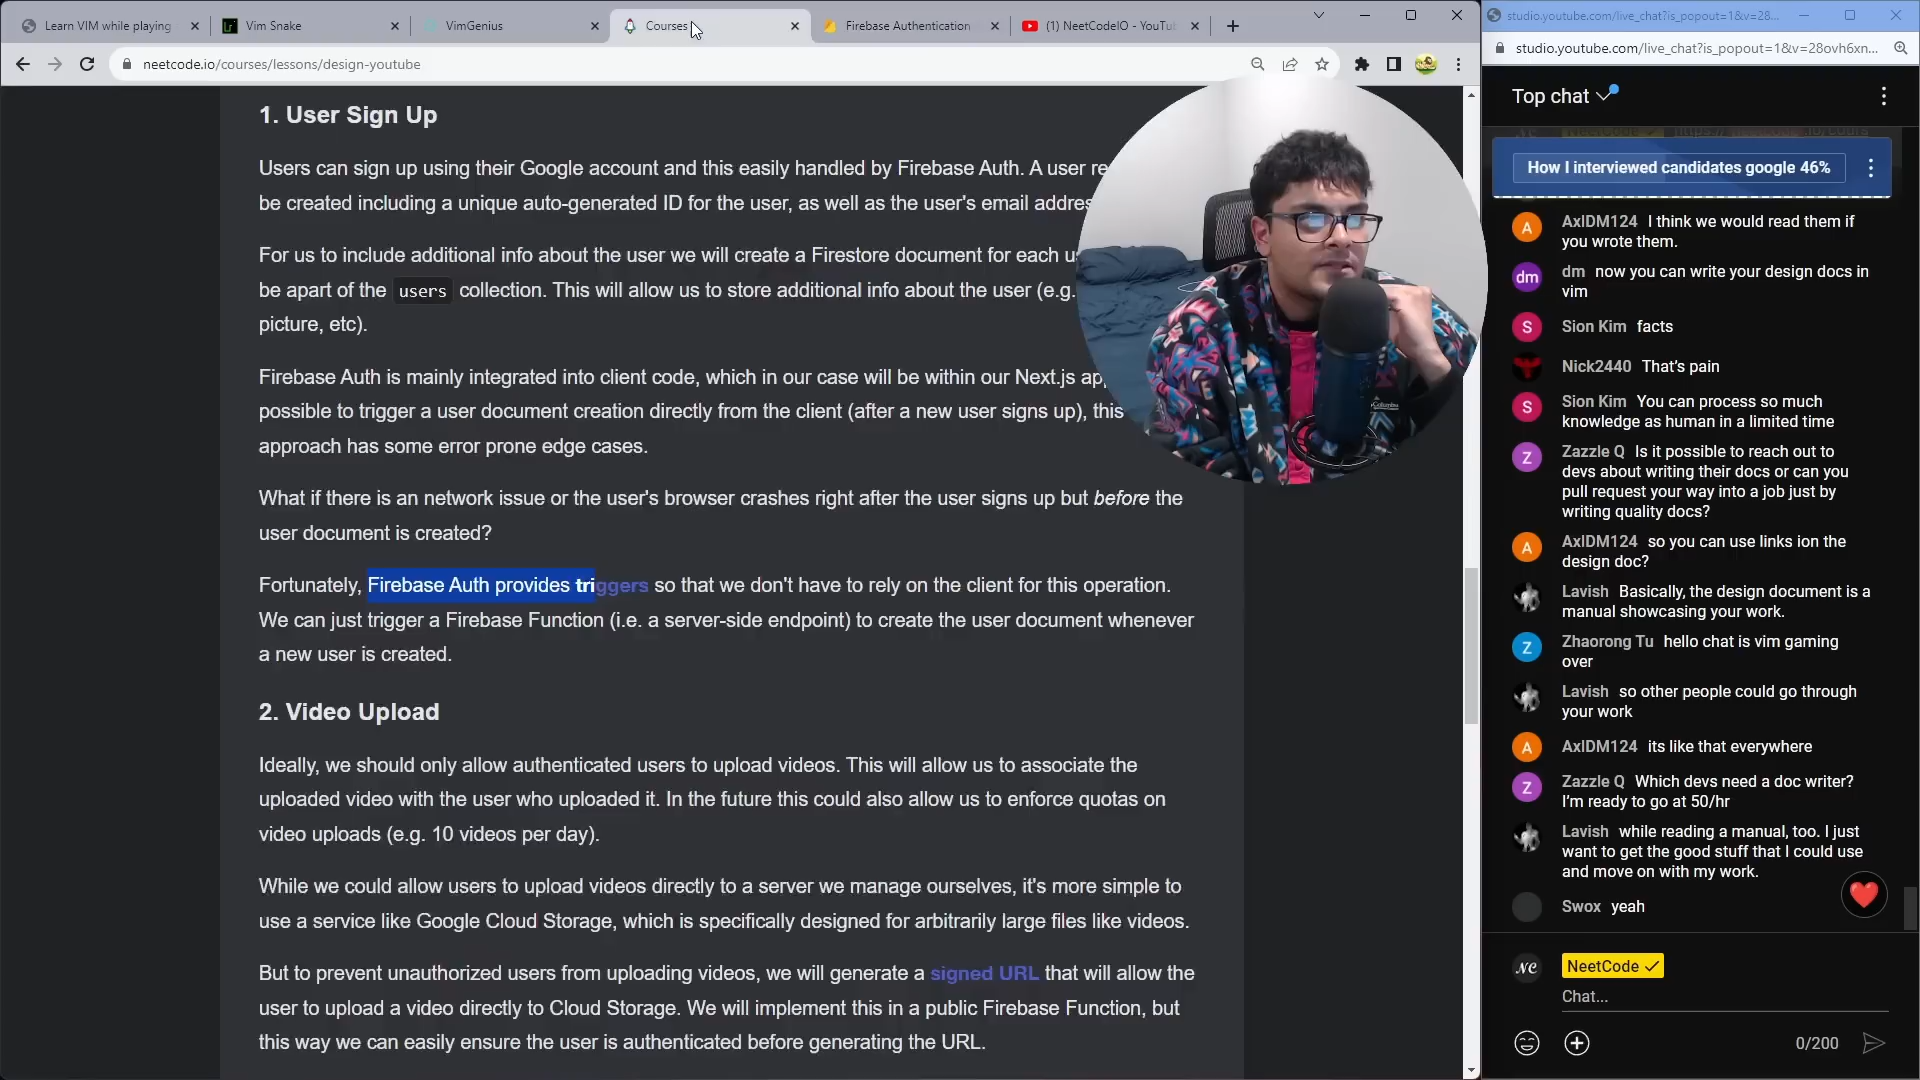 Learn VIM while playing
Vim Snake
VimGenius
Courses
Firebase Authentication
(1) NeetCodeIO - YouTu
neetcode.io/courses/lessons/design-youtube
1. User Sign Up
Users can sign up using their Google account and this easily handled by Firebase Auth. A user re
be created including a unique auto-generated ID for the user, as well as the user's email addres
For us to include additional info about the user we will create a Firestore document for each u
be apart of the users collection. This will allow us to store additional info about the user (e.g.
picture, etc).
Firebase Auth is mainly integrated into client code, which in our case will be within our Next.js ap
possible to trigger a user document creation directly from the client (after a new user signs up), this
approach has some error prone edge cases.
What if there is an network issue or the user's browser crashes right after the user signs up but before the
user document is created?
Fortunately, Firebase Auth provides triggers so that we don't have to rely on the client for this operation.
We can just trigger a Firebase Function (i.e. a server-side endpoint) to create the user document whenever
a new user is created.
2. Video Upload
Ideally, we should only allow authenticated users to upload videos. This will allow us to associate the
uploaded video with the user who uploaded it. In the future this could also allow us to enforce quotas on
video uploads (e.g. 10 videos per day).
While we could allow users to upload videos directly to a server we manage ourselves, it's more simple to
use a service like Google Cloud Storage, which is specifically designed for arbitrarily large files like videos.
But to prevent unauthorized users from uploading videos, we will generate a signed URL that will allow the
user to upload a video directly to Cloud Storage. We will implement this in a public Firebase Function, but
this way we can easily ensure the user is authenticated before generating the URL.
studio.youtube.com/live_chat?is_popout=1&v=28...
studio.youtube.com/live_chat?is_popout=1&v=28ovh6xn...
Top chat
How I interviewed candidates google 46%
A AxlDM124 I think we would read them if
you wrote them.
dm dm now you can write your design docs in
vim
S Sion Kim facts
Nick2440 That's pain
S Sion Kim You can process so much
knowledge as human in a limited time
Z Zazzle Q Is it possible to reach out to
devs about writing their docs or can you
pull request your way into a job just by
writing quality docs?
A AxlDM124 so you can use links ion the
design doc?
Lavish Basically, the design document is a
manual showcasing your work.
Z Zhaorong Tu hello chat is vim gaming
over
Lavish so other people could go through
your work
A AxlDM124 its like that everywhere
Z Zazzle Q Which devs need a doc writer?
I'm ready to go at 50/hr
Lavish while reading a manual, too. I just
want to get the good stuff that I could use
and move on with my work.
Swox yeah
NC NeetCode
Chat...
0/200